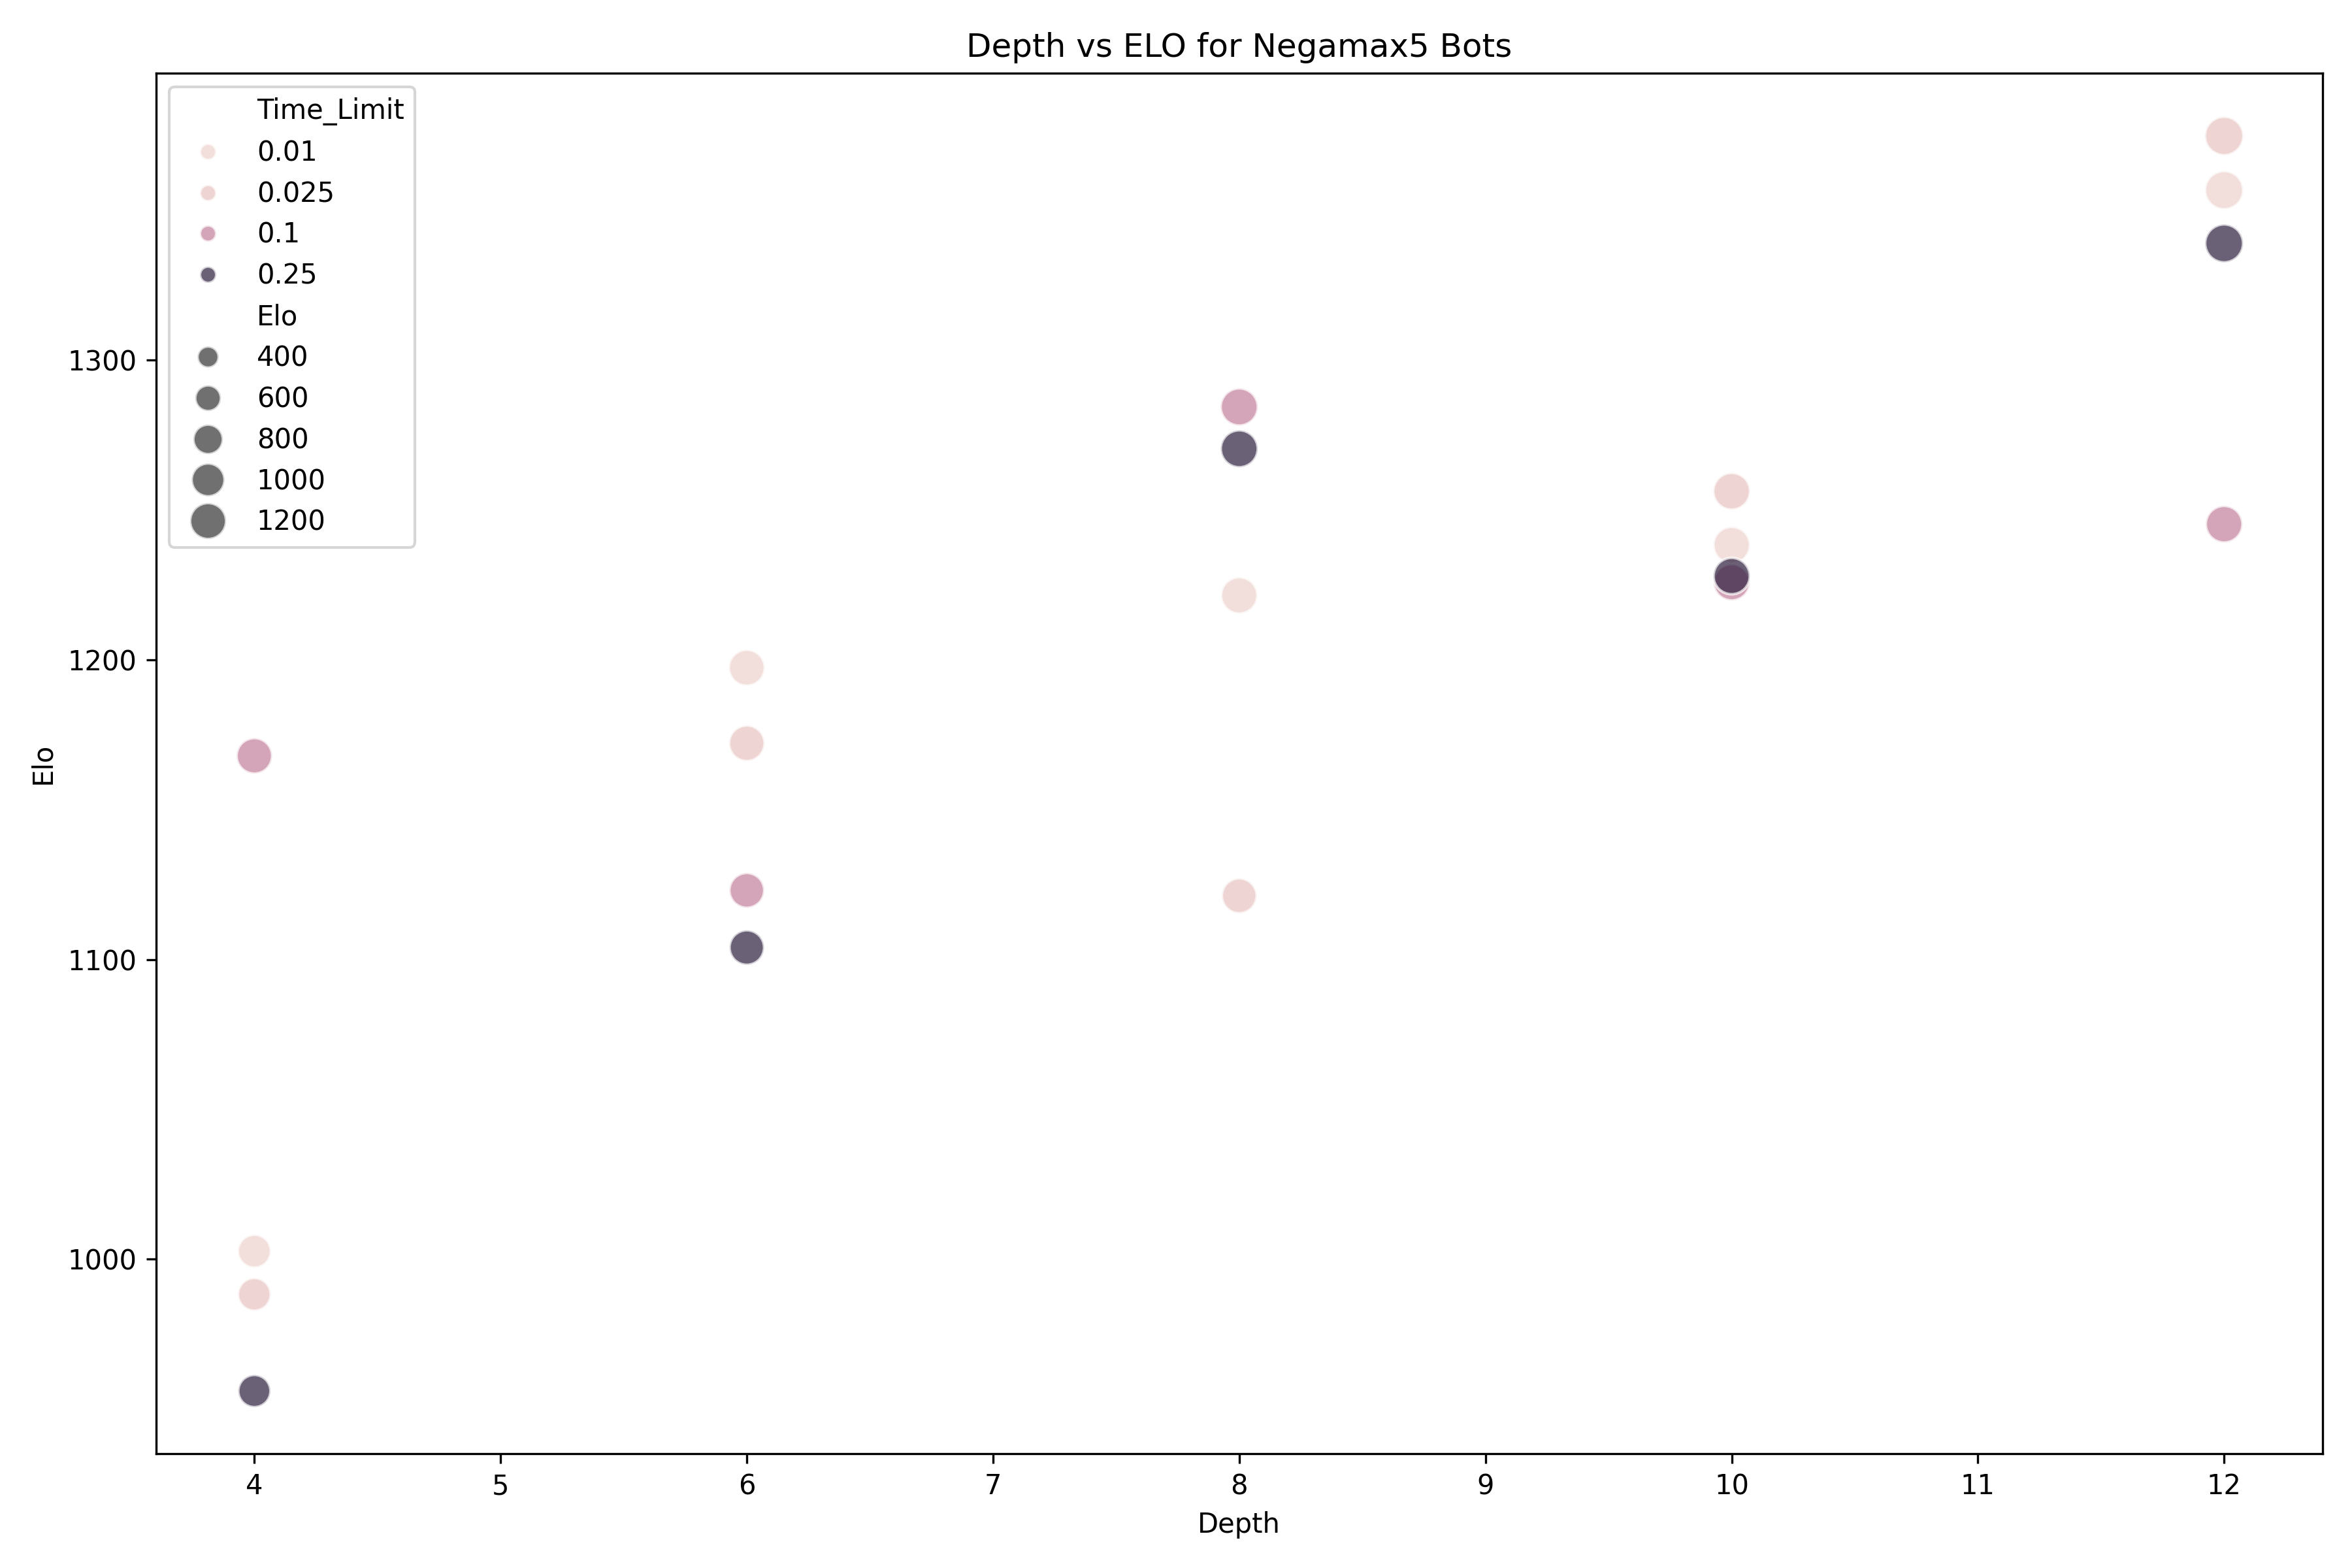 Depth vs ELO for Negamax5 Bots
Time_Limit
0.01
0.025
0.1
0.25
Elo
400
600
800
1000
1200
1300
1200
1100
1000
Elo
4 5 6 7 8 9 10 11 12
Depth